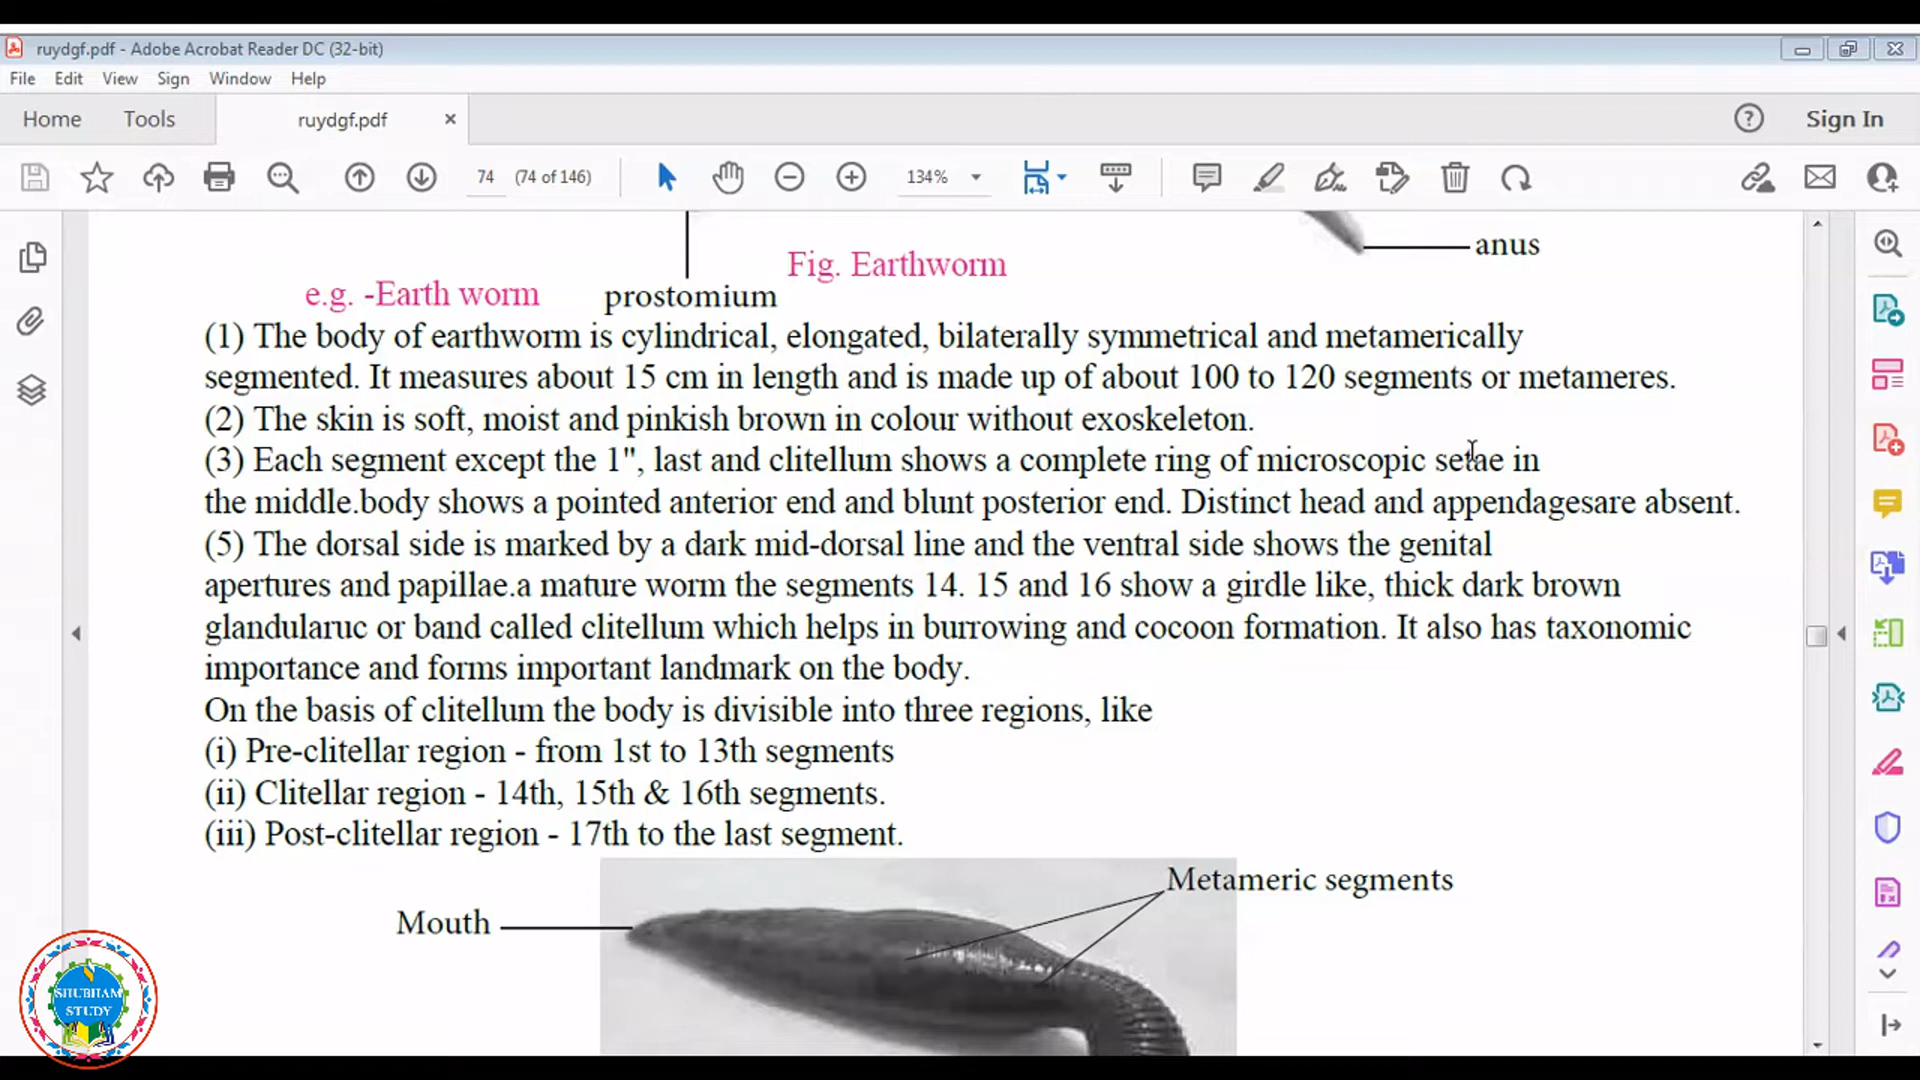 ruydgf.pdf - Adobe Acrobat Reader DC (32-bit)
File Edit View Sign Window Help
Home Tools ruydgf.pdf × Sign In
74 (74 of 146) 134%
anus
Fig. Earthworm
e.g. -Earth worm prostomium
(1) The body of earthworm is cylindrical, elongated, bilaterally symmetrical and metamerically
segmented. It measures about 15 cm in length and is made up of about 100 to 120 segments or metameres.
(2) The skin is soft, moist and pinkish brown in colour without exoskeleton.
(3) Each segment except the 1", last and clitellum shows a complete ring of microscopic setae in
the middle.body shows a pointed anterior end and blunt posterior end. Distinct head and appendagesare absent.
(5) The dorsal side is marked by a dark mid-dorsal line and the ventral side shows the genital
apertures and papillae.a mature worm the segments 14. 15 and 16 show a girdle like, thick dark brown
glandularuc or band called clitellum which helps in burrowing and cocoon formation. It also has taxonomic
importance and forms important landmark on the body.
On the basis of clitellum the body is divisible into three regions, like
(i) Pre-clitellar region - from 1st to 13th segments
(ii) Clitellar region - 14th, 15th & 16th segments.
(iii) Post-clitellar region - 17th to the last segment.
Metameric segments
Mouth
SHUBHAM
STUDY